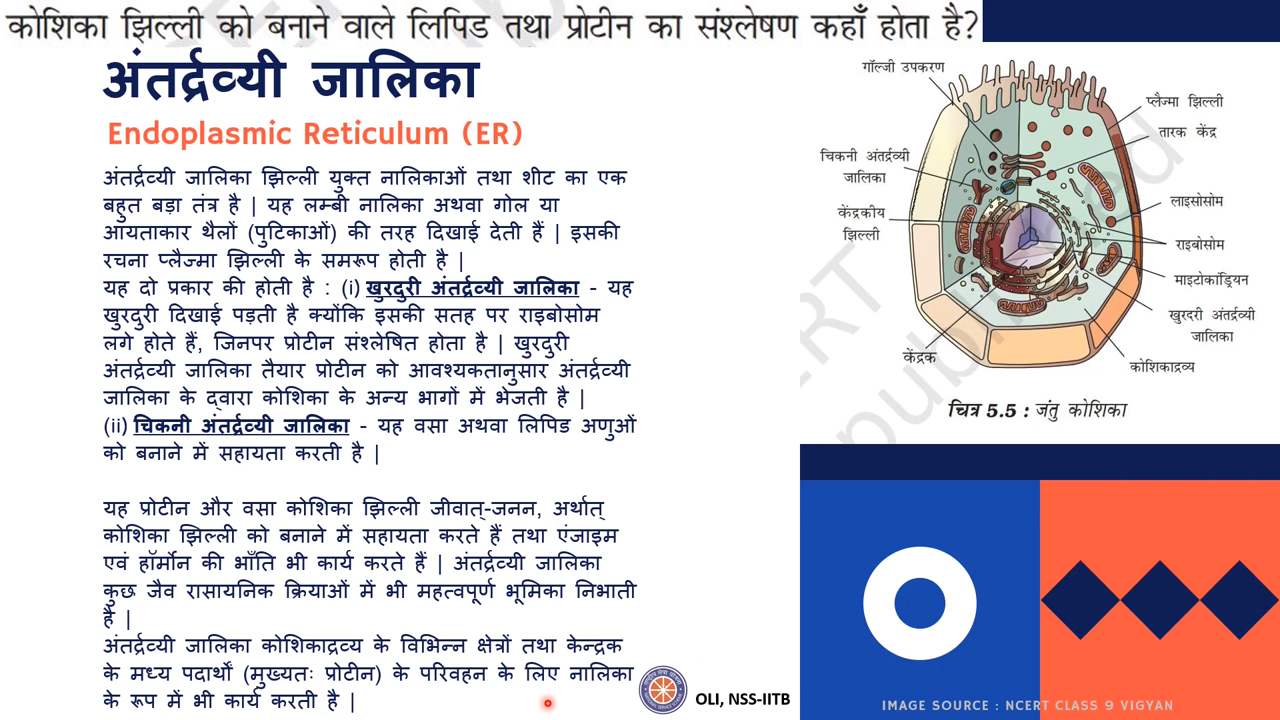 कोशिका झिल्ली को बनाने वाले लिपिड तथा प्रोटीन का संश्लेषण कहाँ होता है?
अंतर्द्रव्यी जालिका
Endoplasmic Reticulum (ER)
अंतर्द्रव्यी जालिका झिल्ली युक्त नालिकाओं तथा शीट का एक
बहुत बड़ा तंत्र है | यह लम्बी नालिका अथवा गोल या
आयताकार थैलों (पुटिकाओं) की तरह दिखाई देती हैं | इसकी
रचना प्लैज्मा झिल्ली के समरूप होती है |
यह दो प्रकार की होती है : (i) खुरदुरी अंतर्द्रव्यी जालिका - यह
खुरदुरी दिखाई पड़ती है क्योंकि इसकी सतह पर राइबोसोम
लगे होते हैं, जिनपर प्रोटीन संश्लेषित होता है | खुरदुरी
अंतर्द्रव्यी जालिका तैयार प्रोटीन को आवश्यकतानुसार अंतर्द्रव्यी
जालिका के द्वारा कोशिका के अन्य भागों में भेजती है |
(ii) चिकनी अंतर्द्रव्यी जालिका - यह वसा अथवा लिपिड अणुओं
को बनाने में सहायता करती है |
यह प्रोटीन और वसा कोशिका झिल्ली जीवात्-जनन, अर्थात्
कोशिका झिल्ली को बनाने में सहायता करते हैं तथा एंजाइम
एवं हॉर्मोन की भाँति भी कार्य करते हैं | अंतर्द्रव्यी जालिका
कुछ जैव रासायनिक क्रियाओं में भी महत्वपूर्ण भूमिका निभाती
है |
अंतर्द्रव्यी जालिका कोशिकाद्रव्य के विभिन्न क्षेत्रों तथा केन्द्रक
के मध्य पदार्थों (मुख्यतः प्रोटीन) के परिवहन के लिए नालिका
के रूप में भी कार्य करती है |
OLI, NSS-IITB
गॉल्जी उपकरण
प्लैज्मा झिल्ली
तारक केंद्र
चिकनी अंतर्द्रव्यी
जालिका
लाइसोसोम
केंद्रकीय
झिल्ली
राइबोसोम
माइटोकांड्रियन
खुरदरी अंतर्द्रव्यी
जालिका
केंद्रक
कोशिकाद्रव्य
चित्र 5.5 : जंतु कोशिका
IMAGE SOURCE : NCERT CLASS 9 VIGYAN